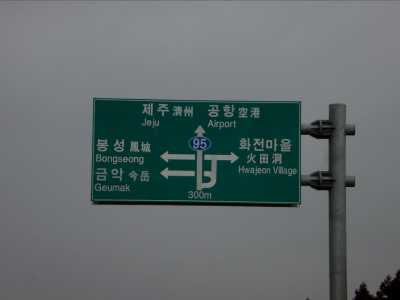 제주 濟州 공항 空港
Jeju Airport
95
봉성 鳳城
Bongseong
화전마을
火田洞
Hwajeon Village
금악 今岳
Geumak
300m